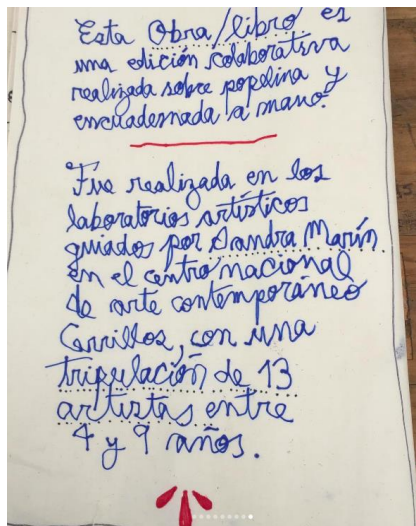 Esta Obra/libro es
una edición colaborativa
realizada sobre popelina y
encuadernada a mano.
Fue realizada en los
laboratorios artísticos
guiados por Sandra Marín
en el centro nacional
de arte contemporáneo
Cerrillos, con una
tripulación de 13
artistas entre
4 y 9 años.